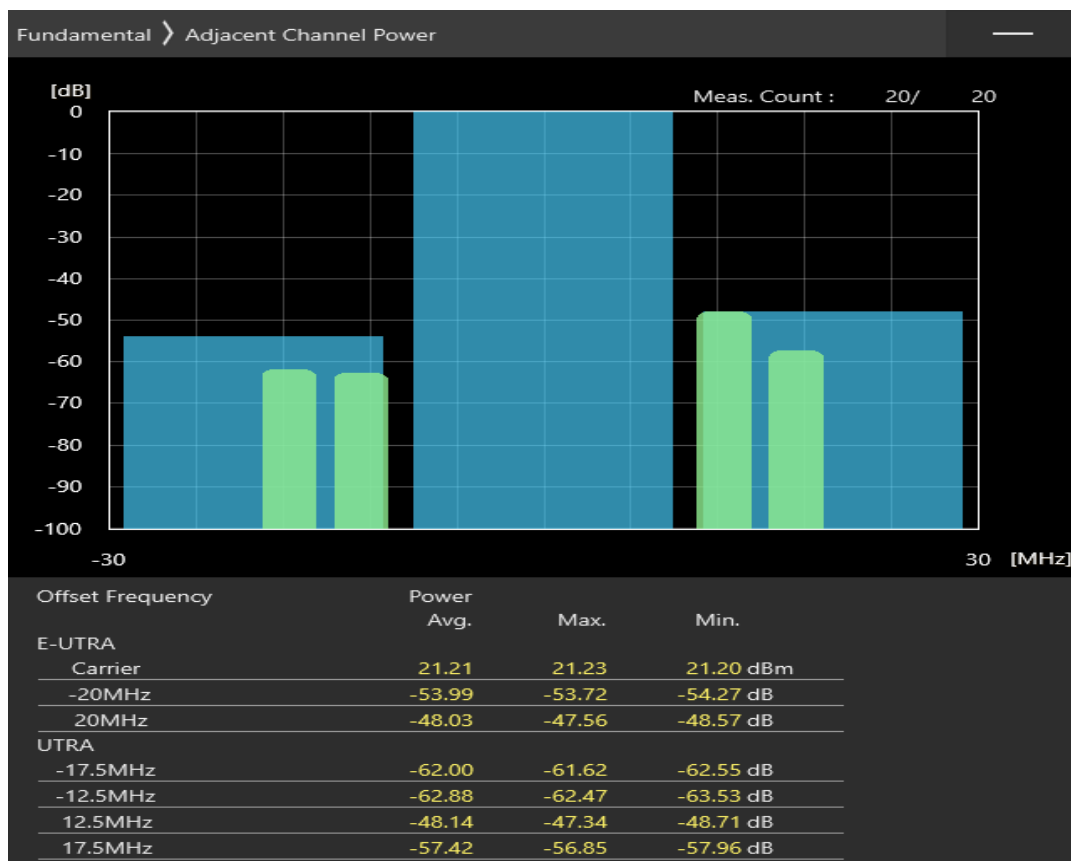 Fundamental ❯ Adjacent Channel Power
[dB]
Meas. Count : 20/ 20
0
-10
-20
-30
-40
-50
-60
-70
-80
-90
-100
-30 30 [MHz]
Offset Frequency Power
Avg. Max. Min.
E-UTRA
Carrier 21.21 21.23 21.20 dBm
-20MHz -53.99 -53.72 -54.27 dB
20MHz -48.03 -47.56 -48.57 dB
UTRA
-17.5MHz -62.00 -61.62 -62.55 dB
-12.5MHz -62.88 -62.47 -63.53 dB
12.5MHz -48.14 -47.34 -48.71 dB
17.5MHz -57.42 -56.85 -57.96 dB